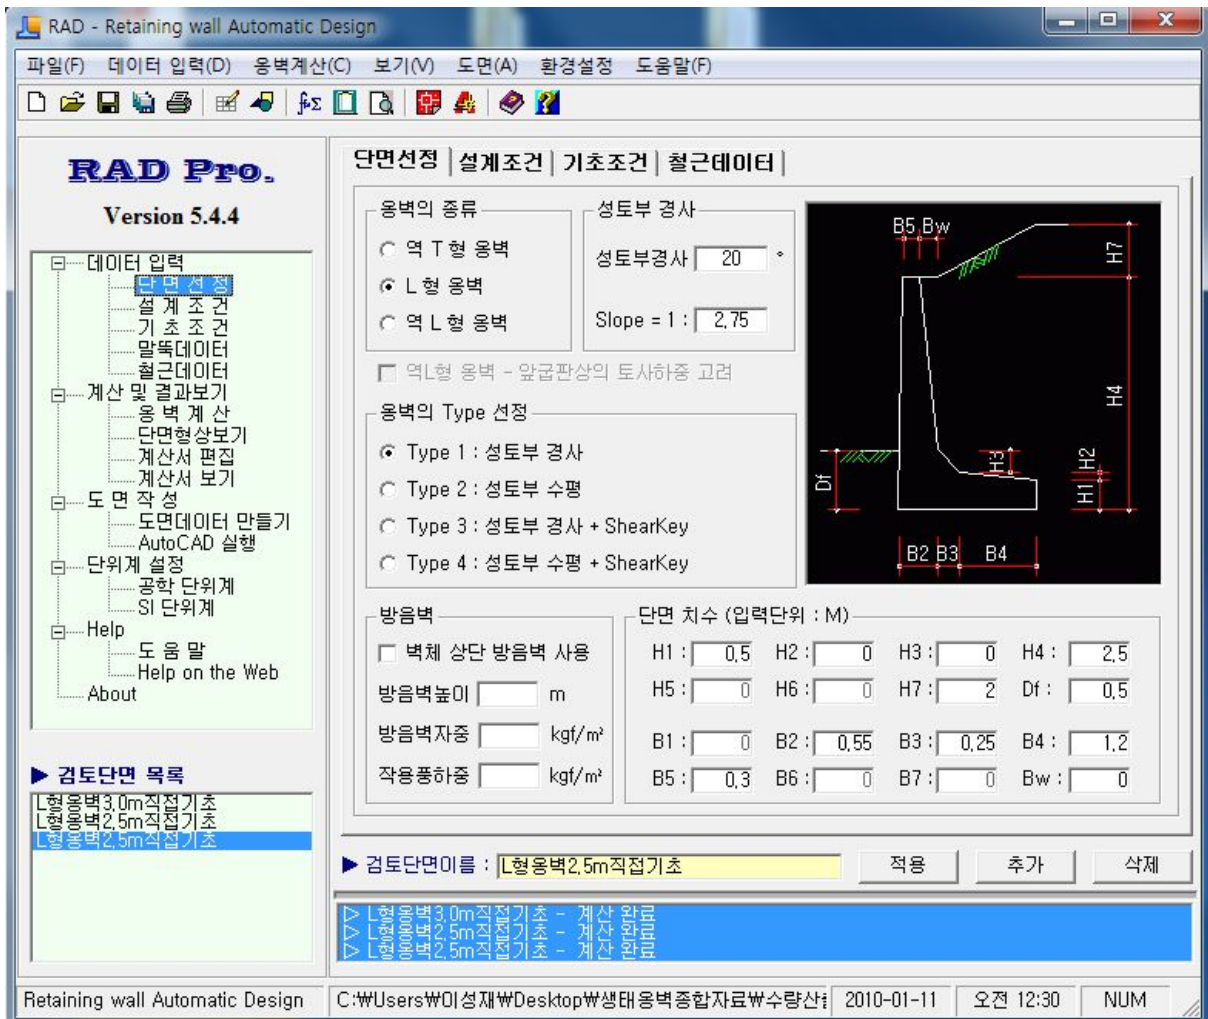 RAD - Retaining wall Automatic Design
파일(F) 데이터 입력(D) 옹벽계산(C) 보기(V) 도면(A) 환경설정 도움말(F)
RAD Pro.
Version 5.4.4
데이터 입력
단 면 선 정
설 계 조 건
기 초 조 건
말뚝데이터
철근데이터
계산 및 결과보기
옹 벽 계 산
단면형상보기
계산서 편집
계산서 보기
도 면 작 성
도면데이터 만들기
AutoCAD 실행
단위계 설정
공학 단위계
SI 단위계
Help
도 움 말
Help on the Web
About
▶ 검토단면 목록
L형옹벽3,0m직접기초
L형옹벽2,5m직접기초
L형옹벽2,5m직접기초
단면선정 설계조건 기초조건 철근데이터
옹벽의 종류
역 T 형 옹벽
L 형 옹벽
역 L 형 옹벽
성토부 경사
성토부경사 20 °
Slope = 1 : 2,75
역L형 옹벽 - 앞굽판상의 토사하중 고려
옹벽의 Type 선정
Type 1 : 성토부 경사
Type 2 : 성토부 수평
Type 3 : 성토부 경사 + ShearKey
Type 4 : 성토부 수평 + ShearKey
B5 Bw
H7
H4
H3
H2
H1
Df
B2 B3 B4
방음벽
벽체 상단 방음벽 사용
방음벽높이 m
방음벽자중 kgf/m²
작용풍하중 kgf/m²
단면 치수 (입력단위 : M)
H1 : 0,5 H2 : 0 H3 : 0 H4 : 2,5
H5 : 0 H6 : 0 H7 : 2 Df : 0,5
B1 : 0 B2 : 0,55 B3 : 0,25 B4 : 1,2
B5 : 0,3 B6 : 0 B7 : 0 Bw : 0
▶ 검토단면이름 : L형옹벽2,5m직접기초 적용 추가 삭제
▷ L형옹벽3,0m직접기초 - 계산 완료
▷ L형옹벽2,5m직접기초 - 계산 완료
▷ L형옹벽2,5m직접기초 - 계산 완료
Retaining wall Automatic Design C:₩Users₩이성재₩Desktop₩생태옹벽종합자료₩수량산출 2010-01-11 오전 12:30 NUM